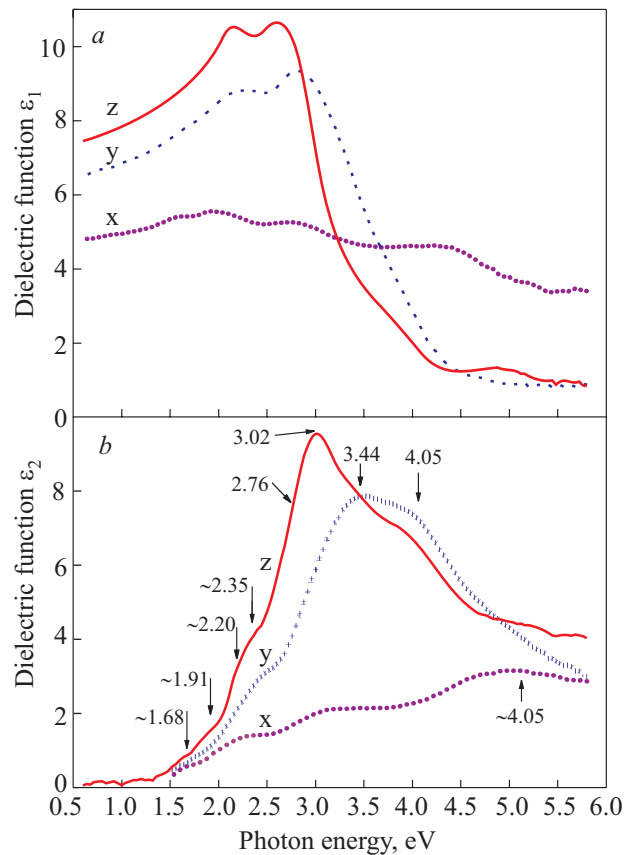 a
10
8
6
4
2
0
Dielectric function ε₁
z
y
x
b
8
6
4
2
0
Dielectric function ε₂
3.02
3.44
4.05
2.76
z
~2.35
~2.20
y
~1.91
x
~1.68
~4.05
0.5 1.0 1.5 2.0 2.5 3.0 3.5 4.0 4.5 5.0 5.5 6.0
Photon energy, eV